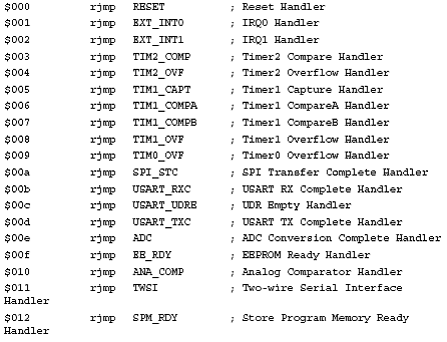 $000 rjmp RESET ; Reset Handler
$001 rjmp EXT_INT0 ; IRQ0 Handler
$002 rjmp EXT_INT1 ; IRQ1 Handler
$003 rjmp TIM2_COMP ; Timer2 Compare Handler
$004 rjmp TIM2_OVF ; Timer2 Overflow Handler
$005 rjmp TIM1_CAPT ; Timer1 Capture Handler
$006 rjmp TIM1_COMPA ; Timer1 CompareA Handler
$007 rjmp TIM1_COMPB ; Timer1 CompareB Handler
$008 rjmp TIM1_OVF ; Timer1 Overflow Handler
$009 rjmp TIM0_OVF ; Timer0 Overflow Handler
$00a rjmp SPI_STC ; SPI Transfer Complete Handler
$00b rjmp USART_RXC ; USART RX Complete Handler
$00c rjmp USART_UDRE ; UDR Empty Handler
$00d rjmp USART_TXC ; USART TX Complete Handler
$00e rjmp ADC ; ADC Conversion Complete Handler
$00f rjmp EE_RDY ; EEPROM Ready Handler
$010 rjmp ANA_COMP ; Analog Comparator Handler
$011 rjmp TWSI ; Two-wire Serial Interface
Handler
$012 rjmp SPM_RDY ; Store Program Memory Ready
Handler